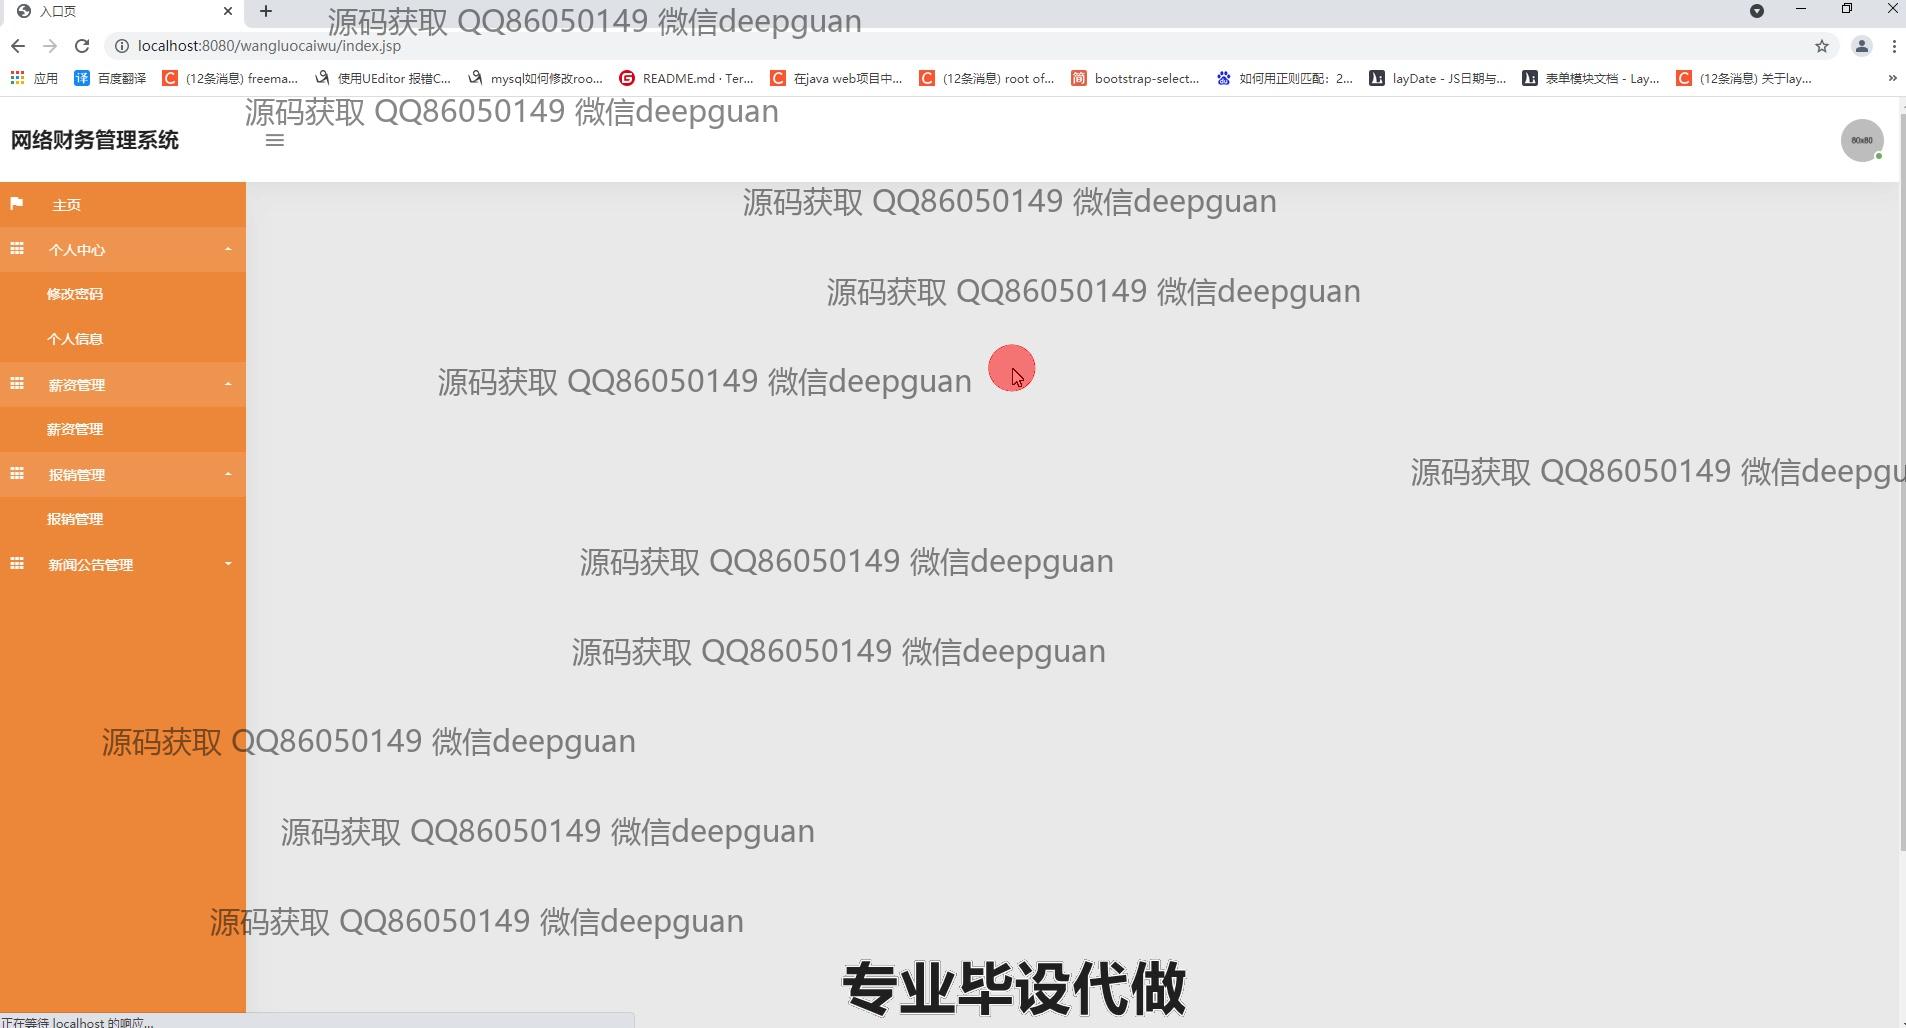 入口页
源码获取 QQ86050149 微信deepguan
localhost:8080/wangluocaiwu/index.jsp
应用 百度翻译 (12条消息) freema... 使用UEditor 报错C... mysql如何修改roo... README.md · Ter... 在java web项目中... (12条消息) root of... bootstrap-select... 如何用正则匹配：2... layDate - JS日期与... 表单模块文档 - Lay... (12条消息) 关于lay...
源码获取 QQ86050149 微信deepguan
网络财务管理系统
80x80
源码获取 QQ86050149 微信deepguan
主页
个人中心
源码获取 QQ86050149 微信deepguan
修改密码
个人信息
源码获取 QQ86050149 微信deepguan
薪资管理
薪资管理
源码获取 QQ86050149 微信deepgu
报销管理
报销管理
源码获取 QQ86050149 微信deepguan
新闻公告管理
源码获取 QQ86050149 微信deepguan
源码获取 QQ86050149 微信deepguan
源码获取 QQ86050149 微信deepguan
源码获取 QQ86050149 微信deepguan
专业毕设代做
正在等待 localhost 的响应...